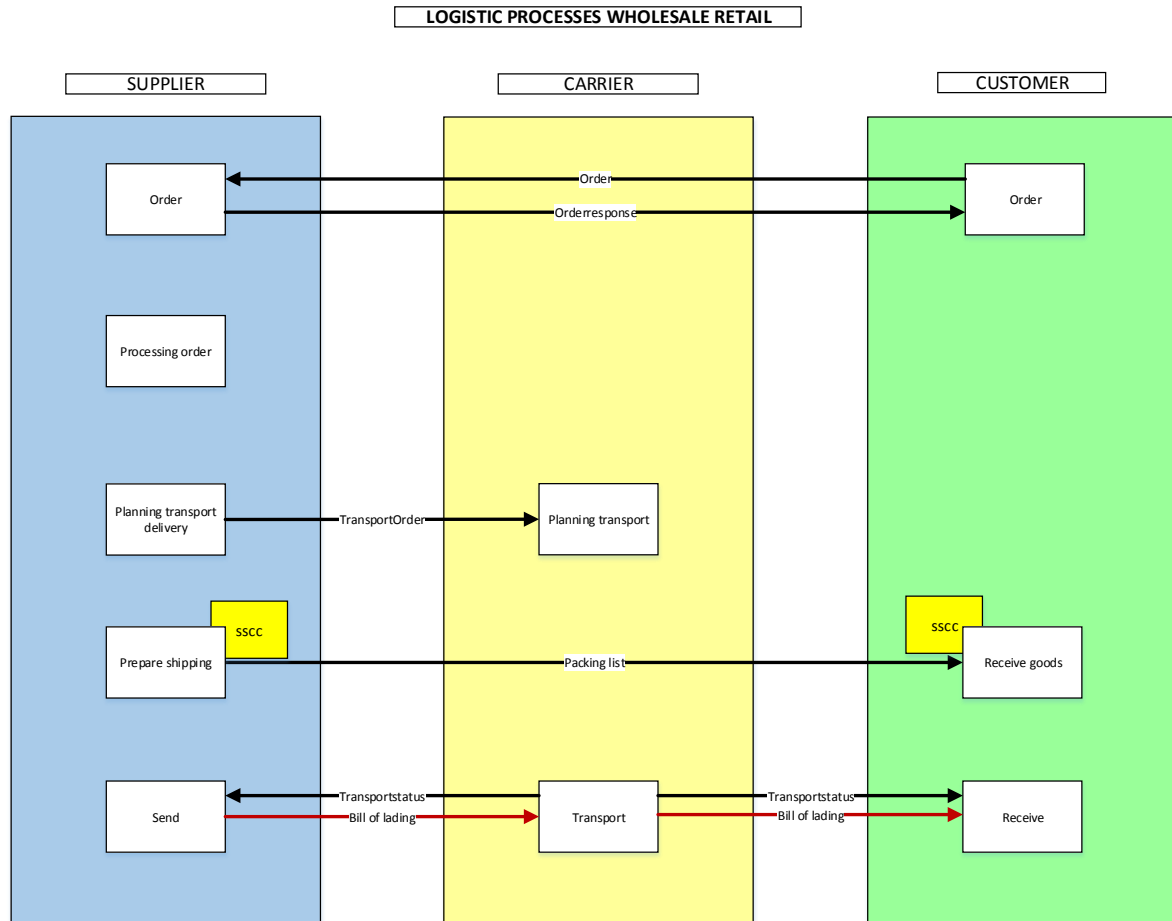 LOGISTIC PROCESSES WHOLESALE RETAIL
SUPPLIER
CARRIER
CUSTOMER
Order
Order
Orderresponse
Order
Processing order
Planning transport
delivery
TransportOrder
Planning transport
sscc
sscc
Prepare shipping
Packing list
Receive goods
Send
Transportstatus
Bill of lading
Transport
Transportstatus
Bill of lading
Receive